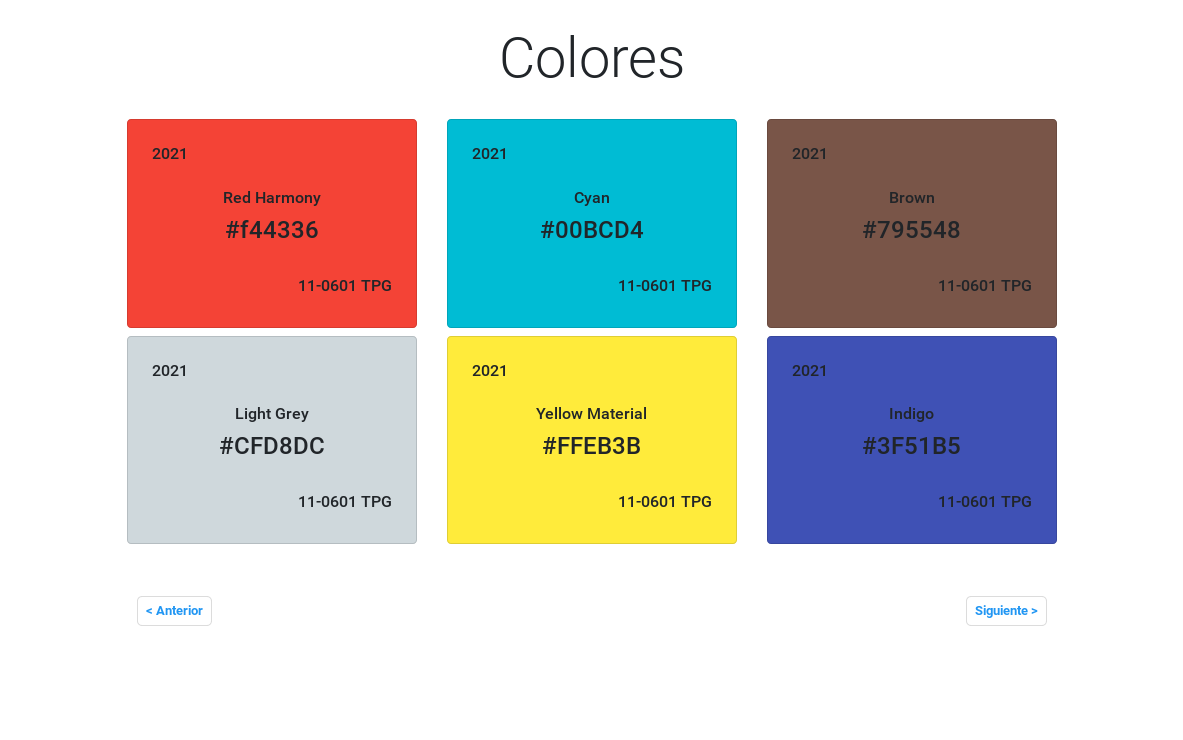 Colores
2021
Red Harmony
#f44336
11-0601 TPG
2021
Cyan
#00BCD4
11-0601 TPG
2021
Brown
#795548
11-0601 TPG
2021
Light Grey
#CFD8DC
11-0601 TPG
2021
Yellow Material
#FFEB3B
11-0601 TPG
2021
Indigo
#3F51B5
11-0601 TPG
< Anterior
Siguiente >